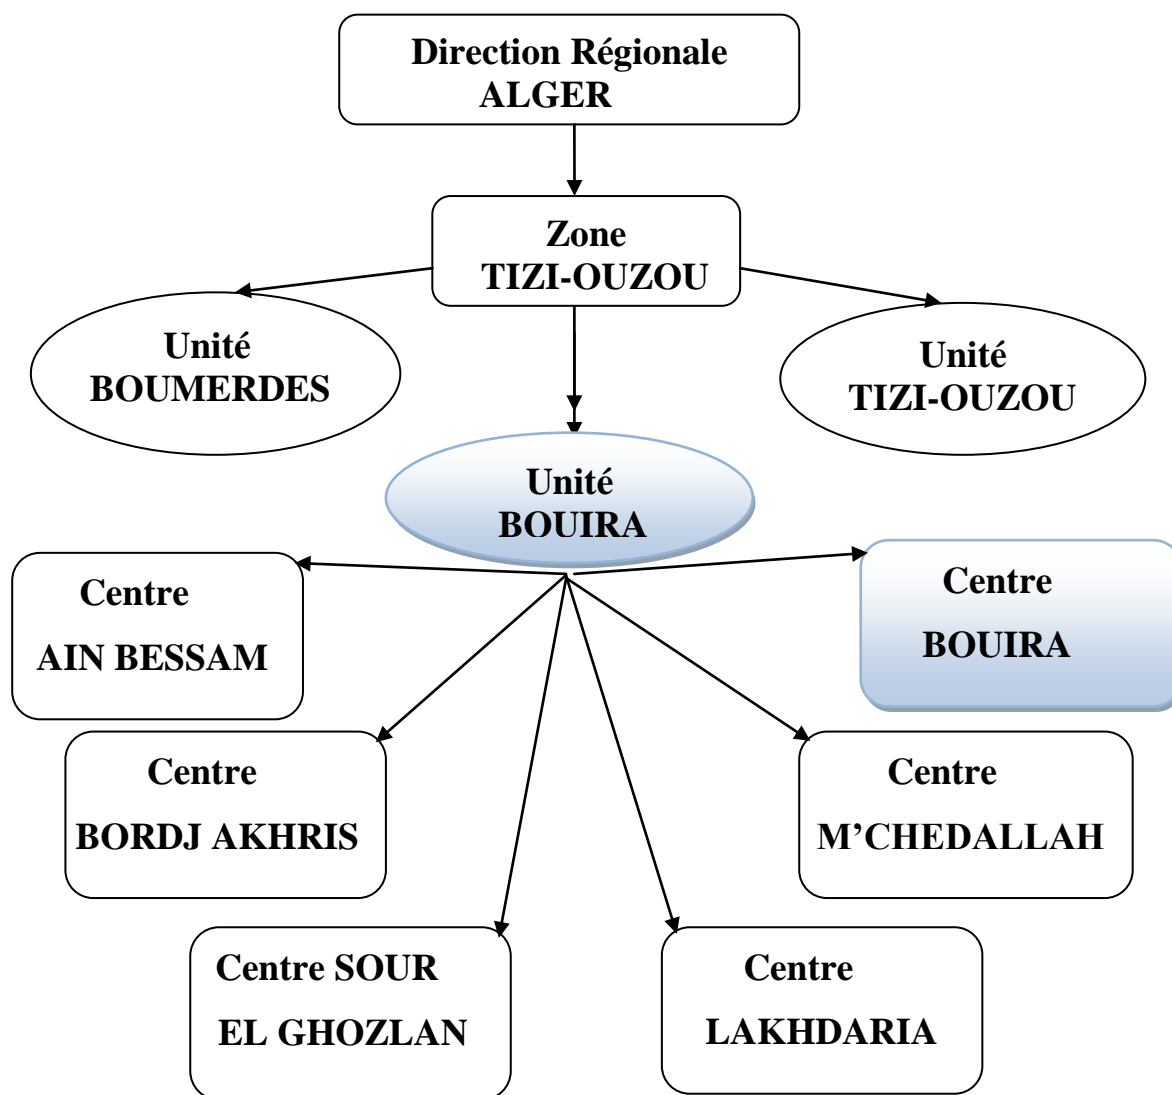 Direction Régionale
ALGER
Zone
TIZI-OUZOU
Unité
BOUMERDES
Unité
TIZI-OUZOU
Unité
BOUIRA
Centre
AIN BESSAM
Centre
BOUIRA
Centre
BORDJ AKHRIS
Centre
M’CHEDALLAH
Centre SOUR
EL GHOZLAN
Centre
LAKHDARIA